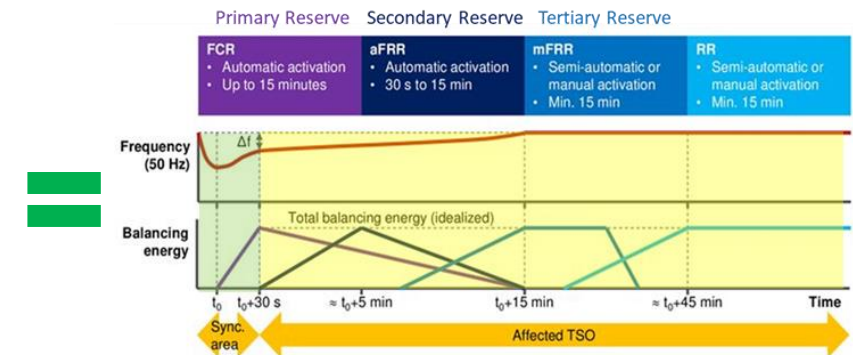 Primary Reserve Secondary Reserve Tertiary Reserve
FCR
• Automatic activation
• Up to 15 minutes
aFRR
• Automatic activation
• 30 s to 15 min
mFRR
• Semi-automatic or
manual activation
• Min. 15 min
RR
• Semi-automatic or
manual activation
• Min. 15 min
Frequency
(50 Hz)
Δf
Balancing
energy
Total balancing energy (idealized)
t₀ t₀+30 s ≈ t₀+5 min t₀+15 min ≈ t₀+45 min Time
Sync.
area
Affected TSO